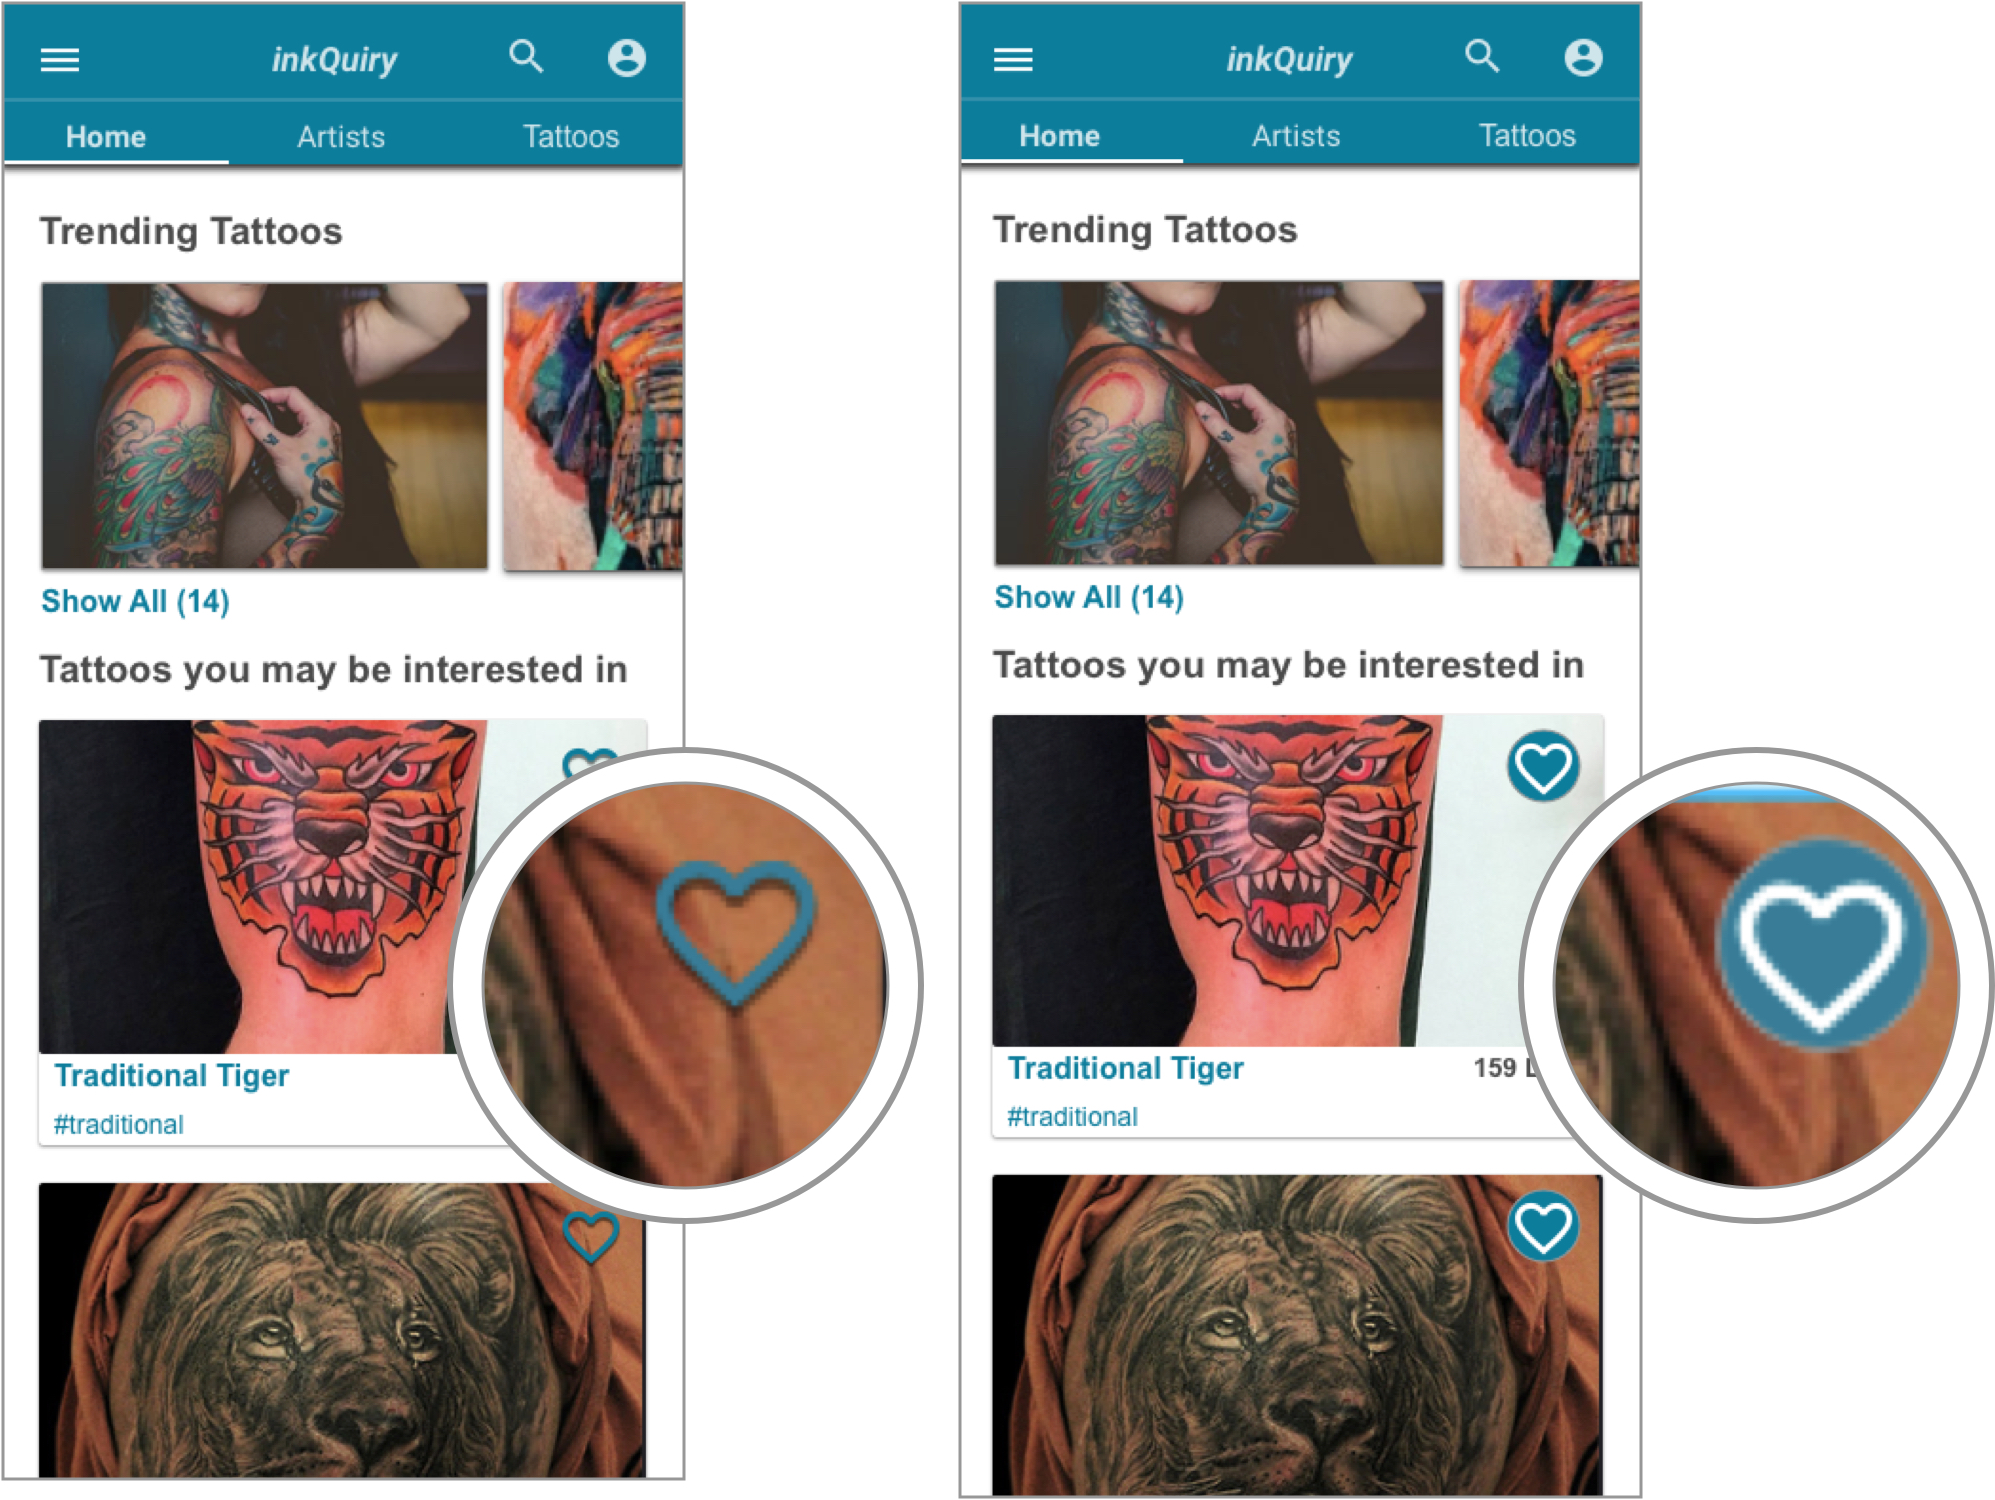 inkQuiry
Home Artists Tattoos
Trending Tattoos
Show All (14)
Tattoos you may be interested in
Traditional Tiger
#traditional
inkQuiry
Home Artists Tattoos
Trending Tattoos
Show All (14)
Tattoos you may be interested in
Traditional Tiger 159
#traditional